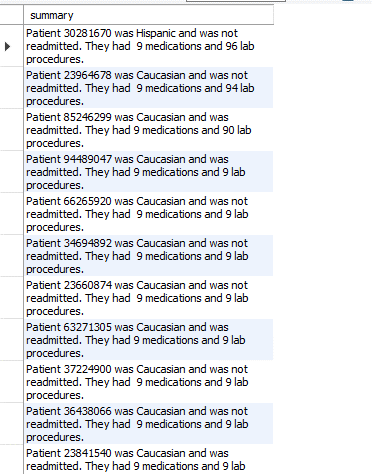 summary
Patient 30281670 was Hispanic and was not
readmitted. They had  9 medications and 96 lab
procedures.
Patient 23964678 was Caucasian and was not
readmitted. They had  9 medications and 94 lab
procedures.
Patient 85246299 was Caucasian and was
readmitted. They had 9 medications and 90 lab
procedures.
Patient 94489047 was Caucasian and was
readmitted. They had 9 medications and 9 lab
procedures.
Patient 66265920 was Caucasian and was not
readmitted. They had  9 medications and 9 lab
procedures.
Patient 34694892 was Caucasian and was not
readmitted. They had  9 medications and 9 lab
procedures.
Patient 23660874 was Caucasian and was not
readmitted. They had  9 medications and 9 lab
procedures.
Patient 63271305 was Caucasian and was
readmitted. They had 9 medications and 9 lab
procedures.
Patient 37224900 was Caucasian and was not
readmitted. They had  9 medications and 9 lab
procedures.
Patient 36438066 was Caucasian and was not
readmitted. They had  9 medications and 9 lab
procedures.
Patient 23841540 was Caucasian and was
readmitted. They had 9 medications and 9 lab